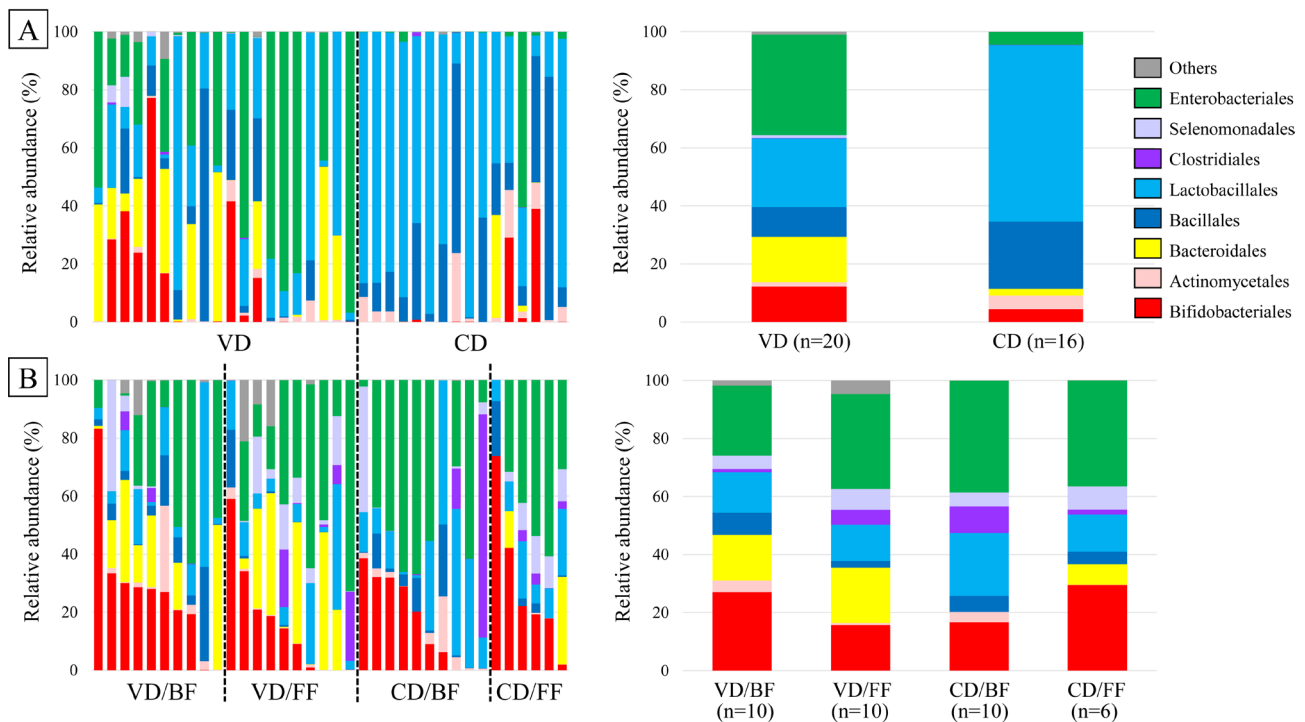 A
Relative abundance (%)
100
80
60
40
20
0
VD
CD
Relative abundance (%)
100
80
60
40
20
0
VD (n=20)
CD (n=16)
Others
Enterobacteriales
Selenomonadales
Clostridiales
Lactobacillales
Bacillales
Bacteroidales
Actinomycetales
Bifidobacteriales
B
Relative abundance (%)
100
80
60
40
20
0
VD/BF
VD/FF
CD/BF
CD/FF
Relative abundance (%)
100
80
60
40
20
0
VD/BF
(n=10)
VD/FF
(n=10)
CD/BF
(n=10)
CD/FF
(n=6)